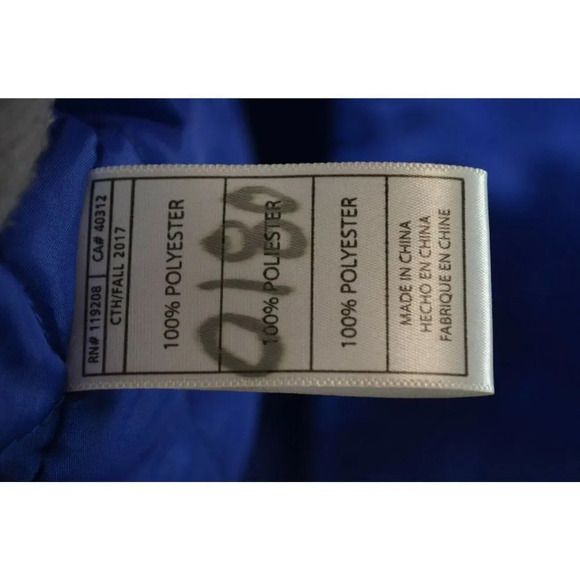 RN# 119208 CA# 40312
CTH/FALL 2017
100% POLYESTER
100% POLIESTER
100% POLYESTER
MADE IN CHINA
HECHO EN CHINA
FABRIQUE EN CHINE
0180